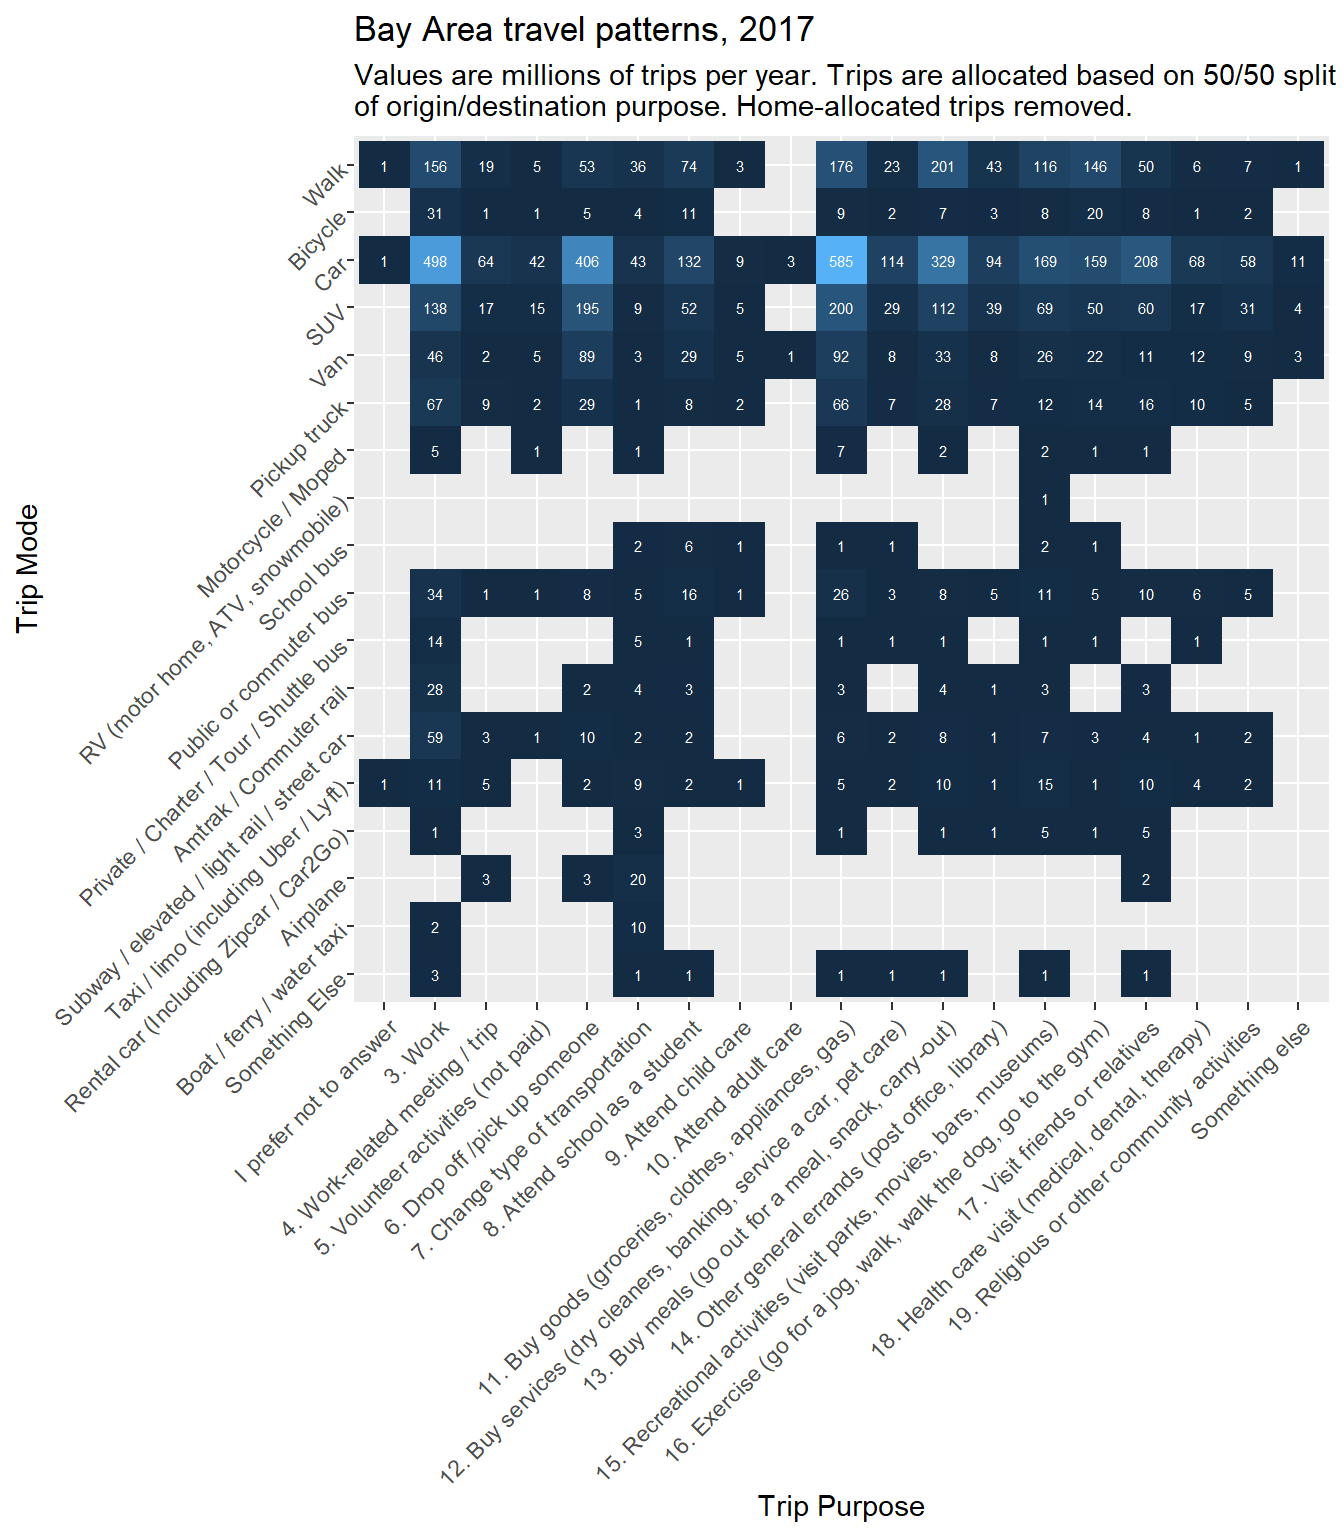 Bay Area travel patterns, 2017
Values are millions of trips per year. Trips are allocated based on 50/50 split
of origin/destination purpose. Home-allocated trips removed.
Trip Mode
Walk 1 156 19 5 53 36 74 3 176 23 201 43 116 146 50 6 7 1
Bicycle 31 1 1 5 4 11 9 2 7 3 8 20 8 1 2
Car 1 498 64 42 406 43 132 9 3 585 114 329 94 169 159 208 68 58 11
SUV 138 17 15 195 9 52 5 200 29 112 39 69 50 60 17 31 4
Van 46 2 5 89 3 29 5 1 92 8 33 8 26 22 11 12 9 3
Pickup truck 67 9 2 29 1 8 2 66 7 28 7 12 14 16 10 5
Motorcycle / Moped 5 1 1 7 2 2 1 1
RV (motor home, ATV, snowmobile) 1
School bus 2 6 1 1 1 2 1
Public or commuter bus 34 1 1 8 5 16 1 26 3 8 5 11 5 10 6 5
Private / Charter / Tour / Shuttle bus 14 5 1 1 1 1 1 1 1
Amtrak / Commuter rail 28 2 4 3 3 4 1 3 3
Subway / elevated / light rail / street car 59 3 1 10 2 2 6 2 8 1 7 3 4 1 2
Taxi / limo (including Uber / Lyft) 1 11 5 2 9 2 1 5 2 10 1 15 1 10 4 2
Rental car (Including Zipcar / Car2Go) 1 3 1 1 1 5 1 5
Airplane 3 3 20 2
Boat / ferry / water taxi 2 10
Something Else 3 1 1 1 1 1 1 1
I prefer not to answer
3. Work
4. Work-related meeting / trip
5. Volunteer activities (not paid)
6. Drop off /pick up someone
7. Change type of transportation
8. Attend school as a student
9. Attend child care
10. Attend adult care
11. Buy goods (groceries, clothes, appliances, gas)
12. Buy services (dry cleaners, banking, service a car, pet care)
13. Buy meals (go out for a meal, snack, carry-out)
14. Other general errands (post office, library)
15. Recreational activities (visit parks, movies, bars, museums)
16. Exercise (go for a jog, walk, walk the dog, go to the gym)
17. Visit friends or relatives
18. Health care visit (medical, dental, therapy)
19. Religious or other community activities
Something else
Trip Purpose